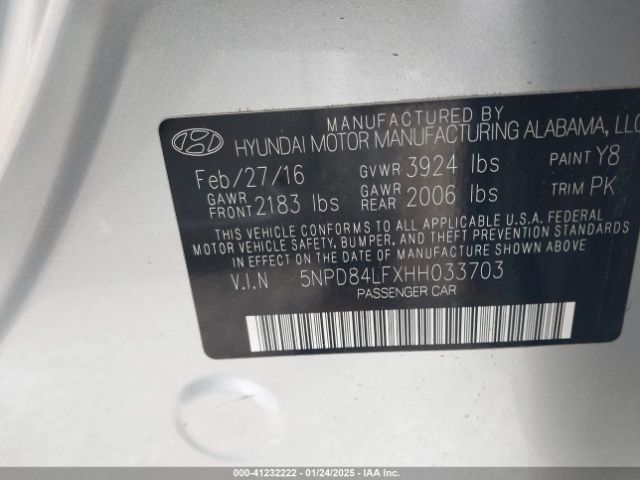 MANUFACTURED BY
HYUNDAI MOTOR MANUFACTURING ALABAMA, LLC
Feb/27/16 GVWR 3924 lbs PAINT Y8
GAWR FRONT 2183 lbs GAWR REAR 2006 lbs TRIM PK
THIS VEHICLE CONFORMS TO ALL APPLICABLE U.S.A. FEDERAL
MOTOR VEHICLE SAFETY, BUMPER, AND THEFT PREVENTION STANDARDS
IN EFFECT ON THE DATE OF MANUFACTURE SHOWN ABOVE.
V.I.N 5NPD84LFXHH033703
PASSENGER CAR
000-41232222 - 01/24/2025 - IAA Inc.